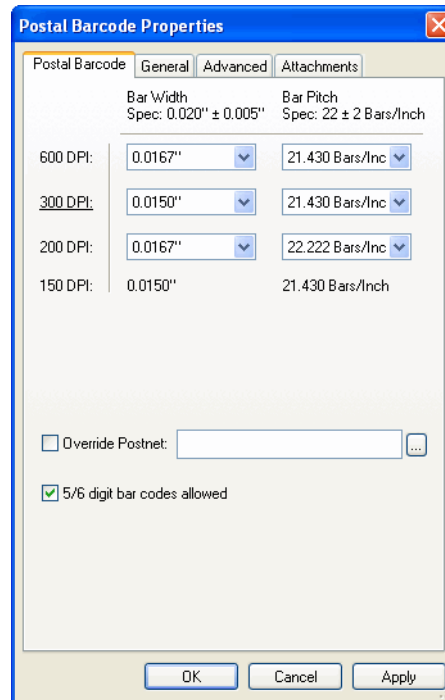 Postal Barcode Properties
Postal Barcode General Advanced Attachments
Bar Width Bar Pitch
Spec: 0.020" ± 0.005" Spec: 22 ± 2 Bars/Inch
600 DPI: 0.0167" 21.430 Bars/Inc
300 DPI: 0.0150" 21.430 Bars/Inc
200 DPI: 0.0167" 22.222 Bars/Inc
150 DPI: 0.0150" 21.430 Bars/Inch
Override Postnet: ...
5/6 digit bar codes allowed
OK Cancel Apply